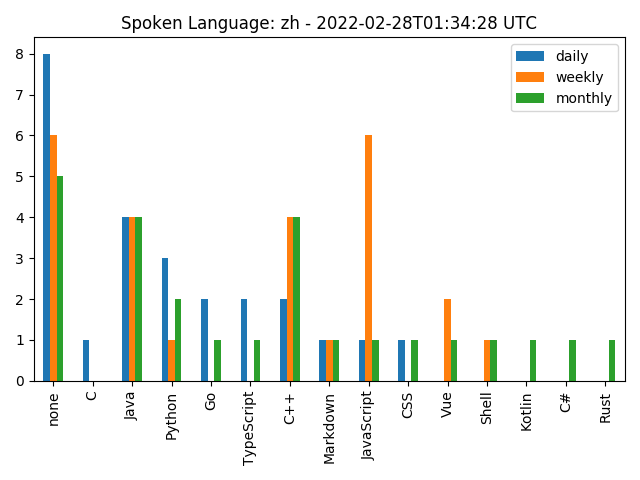 Spoken Language: zh - 2022-02-28T01:34:28 UTC
daily
weekly
monthly
8
7
6
5
4
3
2
1
0
none
C
Java
Python
Go
TypeScript
C++
Markdown
JavaScript
CSS
Vue
Shell
Kotlin
C#
Rust